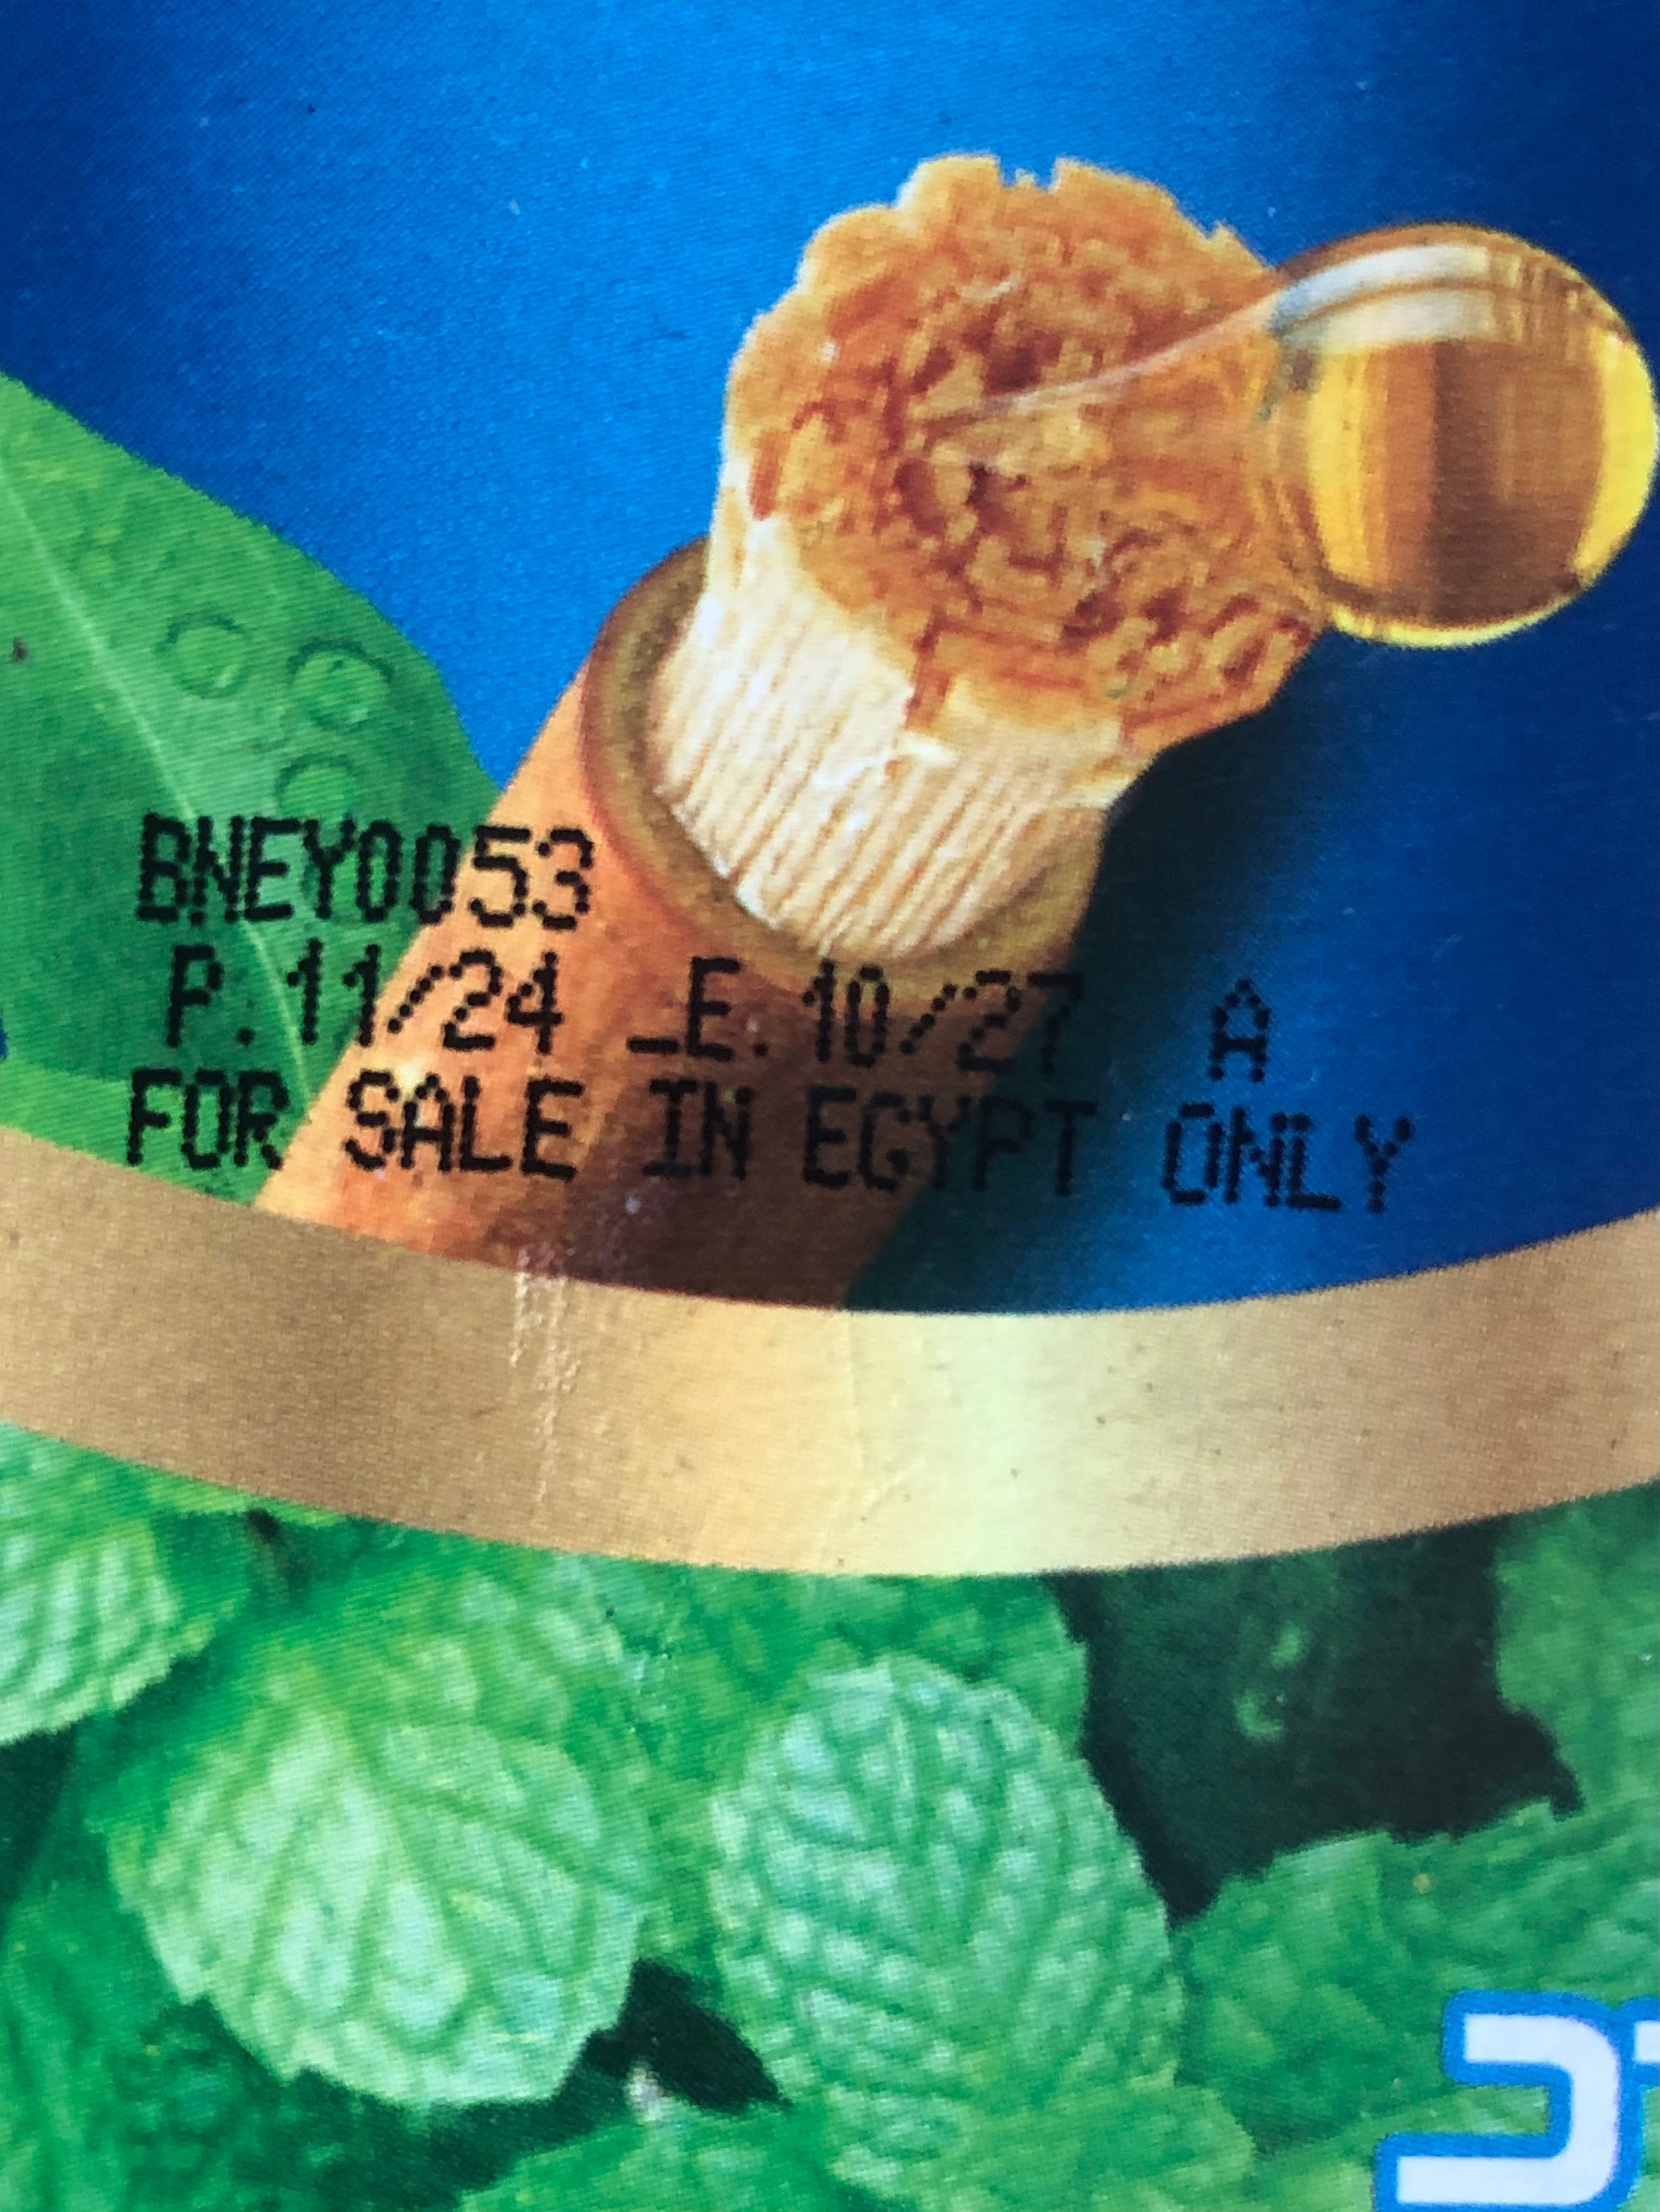 BNEY0053
P.11/24 _E.10/27 A
FOR SALE IN EGYPT ONLY